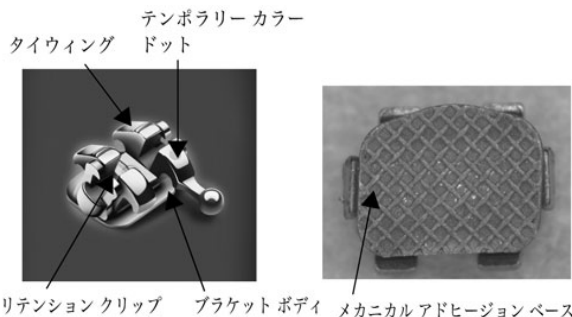 テンポラリー カラー
ドット
タイウィング
リテンション クリップ
ブラケット ボディ
メカニカル アドヒージョン ベース